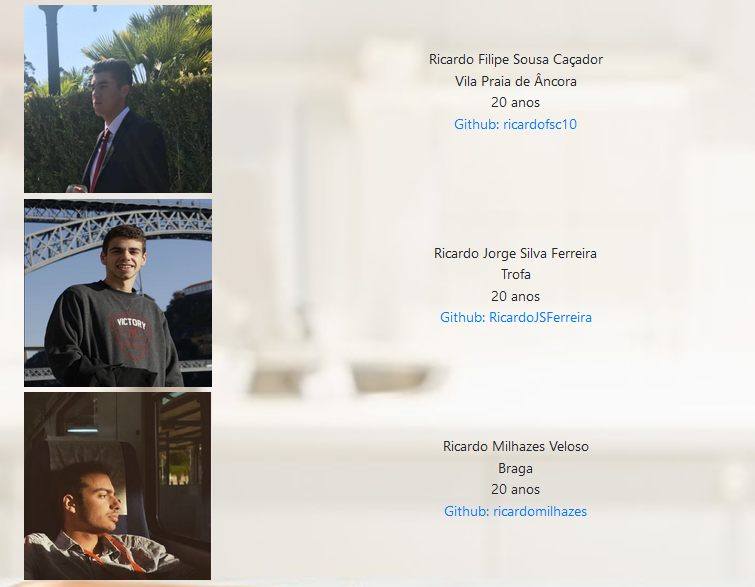 Ricardo Filipe Sousa Caçador
Vila Praia de Âncora
20 anos
Github: ricardofsc10
VICTORY
Ricardo Jorge Silva Ferreira
Trofa
20 anos
Github: RicardoJSFerreira
Ricardo Milhazes Veloso
Braga
20 anos
Github: ricardomilhazes